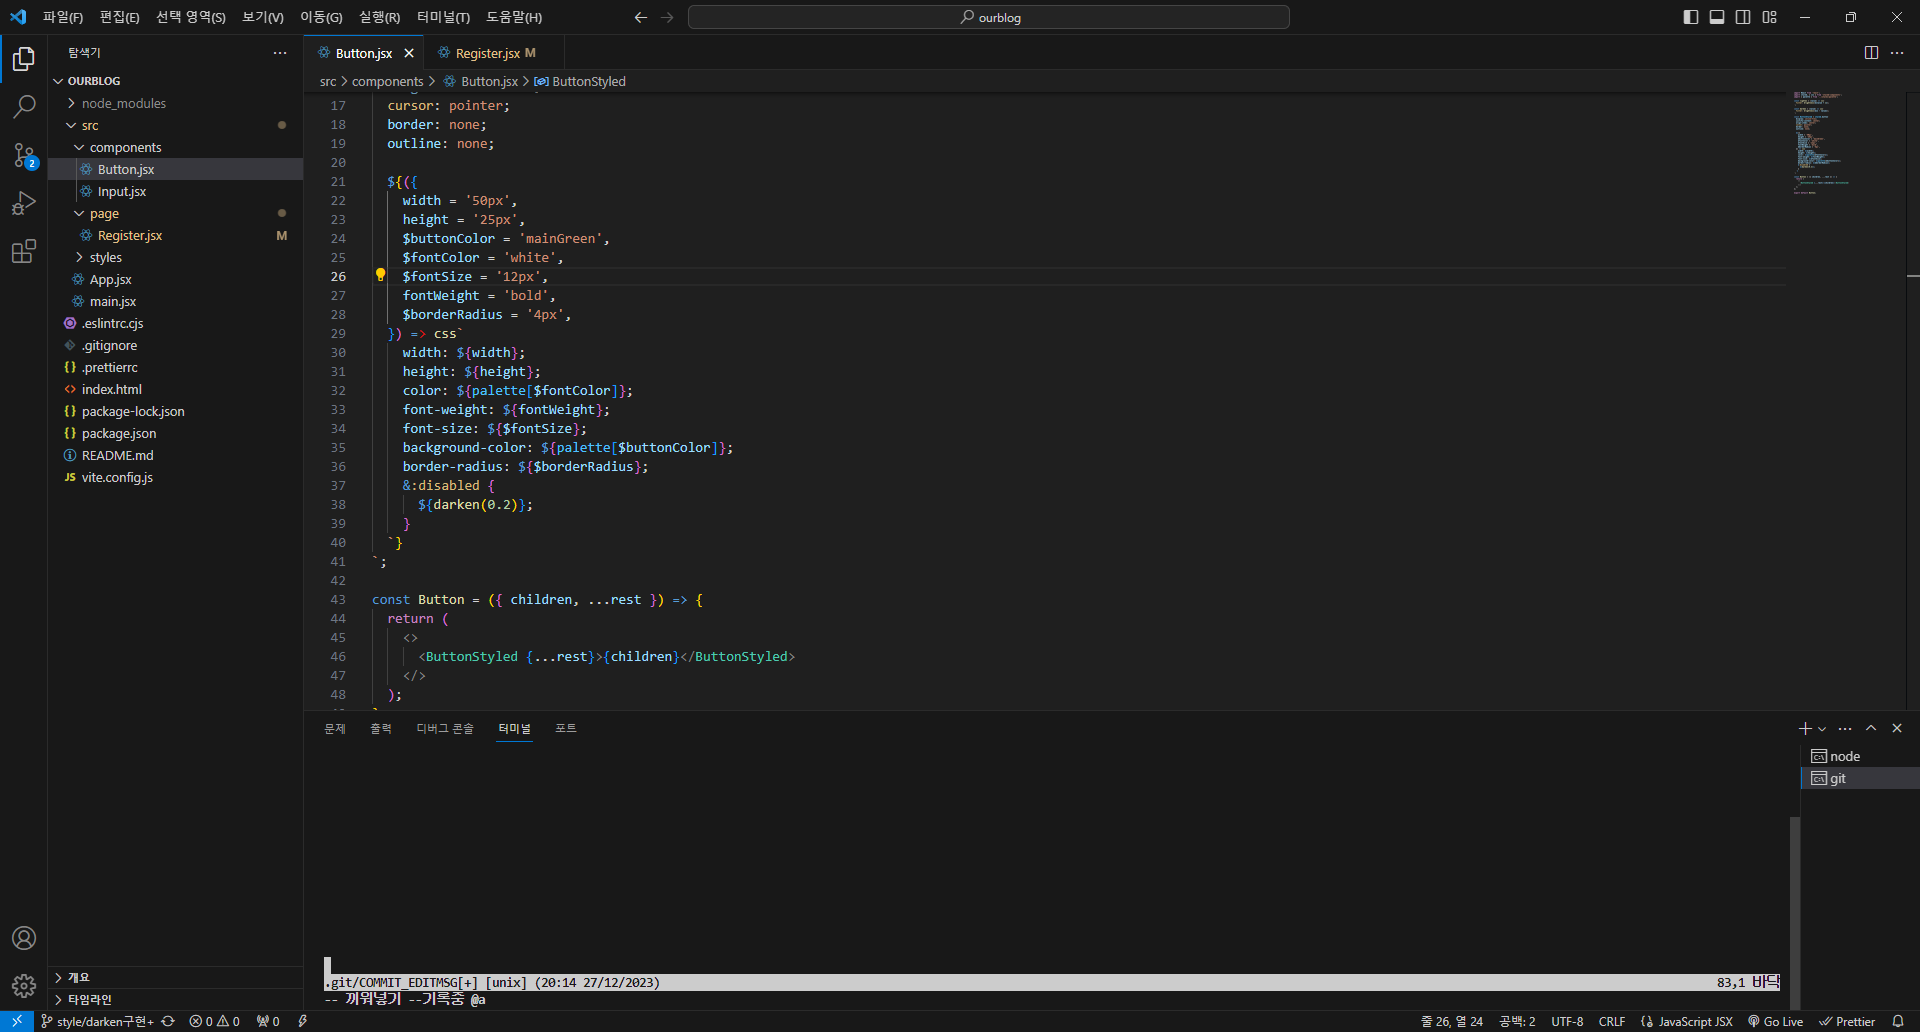 파일(F) 편집(E) 선택 영역(S) 보기(V) 이동(G) 실행(R) 터미널(T) 도움말(H)
ourblog
탐색기
OURBLOG
node_modules
src
components
Button.jsx
Input.jsx
page
Register.jsx M
styles
App.jsx
main.jsx
.eslintrc.cjs
.gitignore
.prettierrc
index.html
package-lock.json
package.json
README.md
vite.config.js
개요
타임라인
2
Button.jsx Register.jsx M
src > components > Button.jsx > ButtonStyled
17 cursor: pointer;
18 border: none;
19 outline: none;
20
21 ${({
22 width = '50px',
23 height = '25px',
24 $buttonColor = 'mainGreen',
25 $fontColor = 'white',
26 $fontSize = '12px',
27 fontWeight = 'bold',
28 $borderRadius = '4px',
29 }) => css`
30 width: ${width};
31 height: ${height};
32 color: ${palette[$fontColor]};
33 font-weight: ${fontWeight};
34 font-size: ${$fontSize};
35 background-color: ${palette[$buttonColor]};
36 border-radius: ${$borderRadius};
37 &:disabled {
38 ${darken(0.2)};
39 }
40 `}
41 `;
42
43 const Button = ({ children, ...rest }) => {
44 return (
45 <>
46 <ButtonStyled {...rest}>{children}</ButtonStyled>
47 </>
48 );
문제 출력 디버그 콘솔 터미널 포트
node
git
.git/COMMIT_EDITMSG[+] [unix] (20:14 27/12/2023) 83,1 바닥
-- 끼워넣기 --기록중 @a
style/darken구현+ 0 0 0 줄 26, 열 24 공백: 2 UTF-8 CRLF JavaScript JSX Go Live Prettier